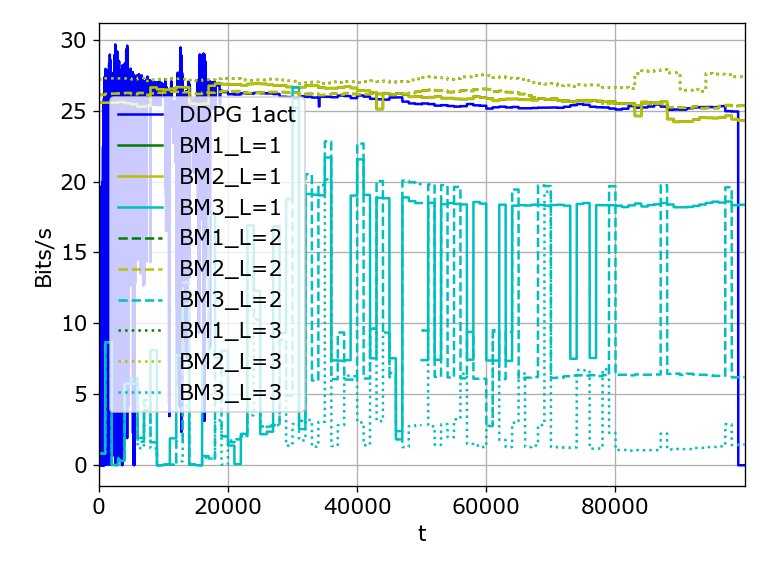 30
25
20
15
10
5
0
Bits/s
DDPG 1act
BM1_L=1
BM2_L=1
BM3_L=1
BM1_L=2
BM2_L=2
BM3_L=2
BM1_L=3
BM2_L=3
BM3_L=3
0 20000 40000 60000 80000
t